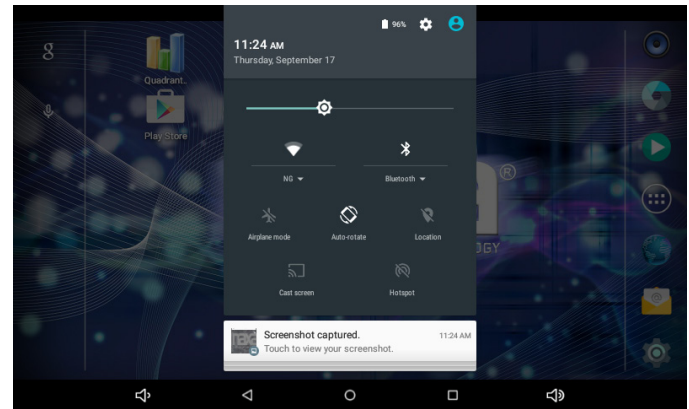 96%
11:24 AM
Thursday, September 17
g
Quadrant..
Play Store
NG
Bluetooth
®
Airplane mode
Auto-rotate
Location
Cast screen
Hotspot
Screenshot captured.
11:24 AM
Touch to view your screenshot.